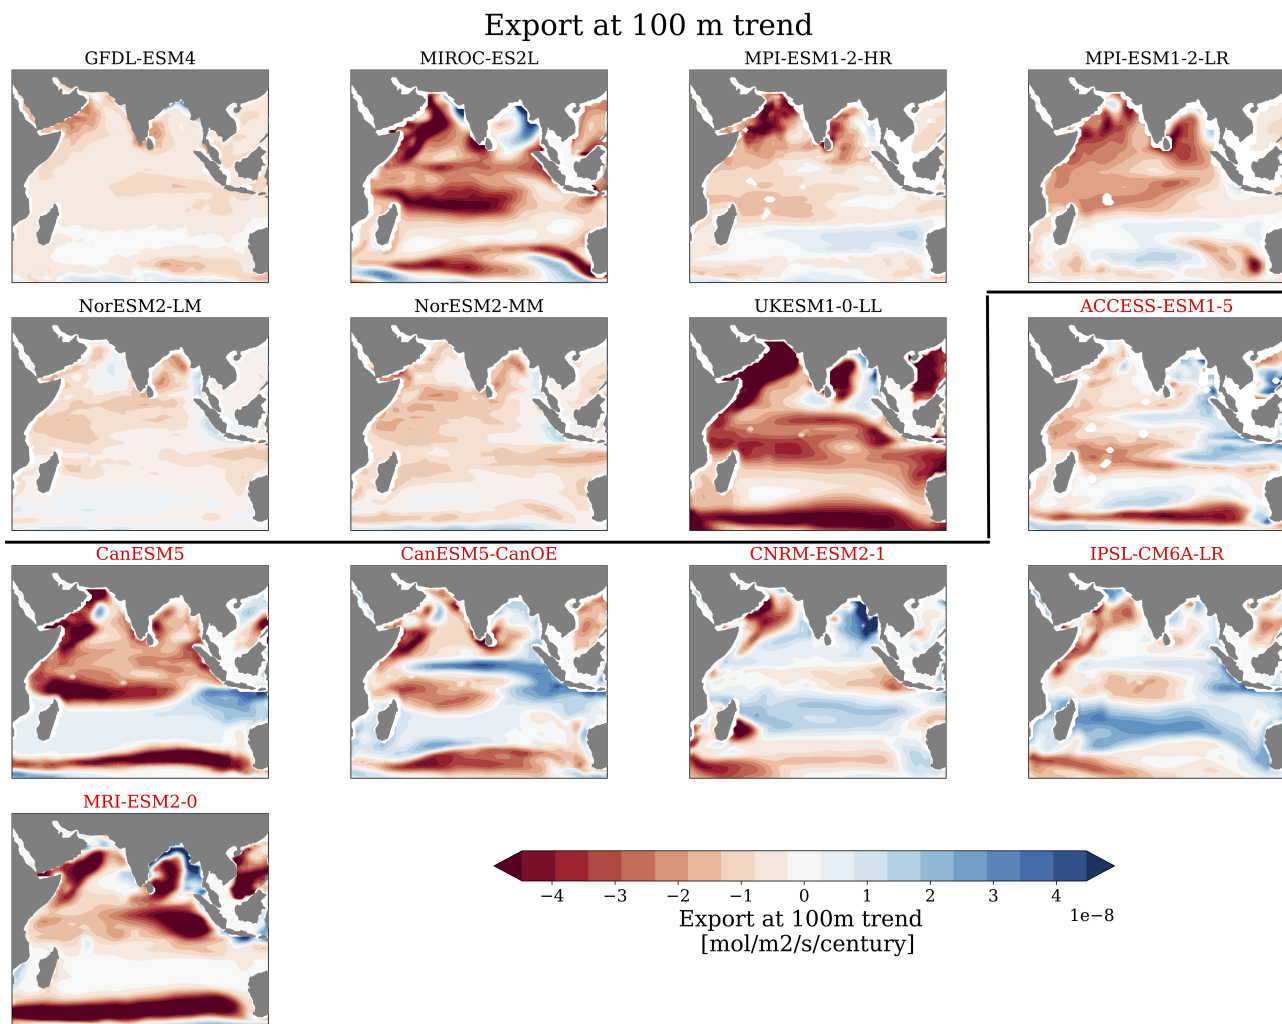 Export at 100 m trend
GFDL-ESM4
MIROC-ES2L
MPI-ESM1-2-HR
MPI-ESM1-2-LR
NorESM2-LM
NorESM2-MM
UKESM1-0-LL
ACCESS-ESM1-5
CanESM5
CanESM5-CanOE
CNRM-ESM2-1
IPSL-CM6A-LR
MRI-ESM2-0
−4 −3 −2 −1 0 1 2 3 4
1e−8
Export at 100m trend
[mol/m2/s/century]